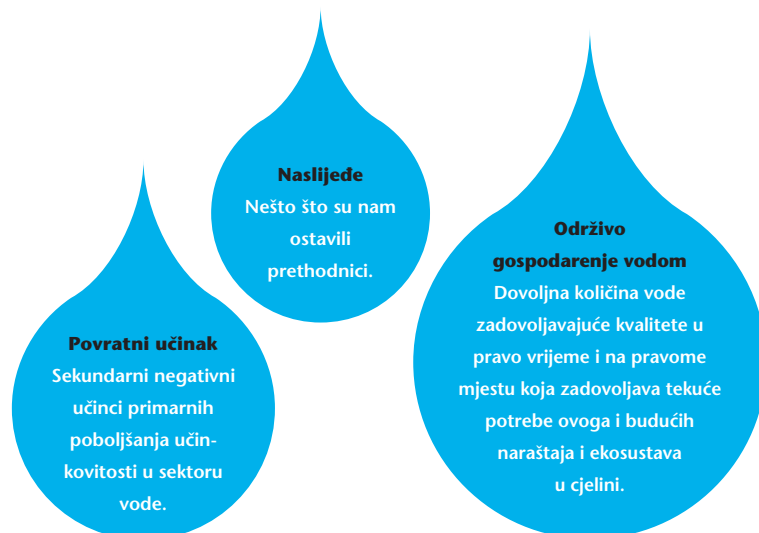 Naslijeđe
Nešto što su nam
ostavili
prethodnici.
Održivo
gospodarenje vodom
Dovoljna količina vode
zadovoljavajuće kvalitete u
pravo vrijeme i na pravome
mjestu koja zadovoljava tekuće
potrebe ovoga i budućih
naraštaja i ekosustava
u cjelini.
Povratni učinak
Sekundarni negativni
učinci primarnih
poboljšanja učin-
kovitosti u sektoru
vode.